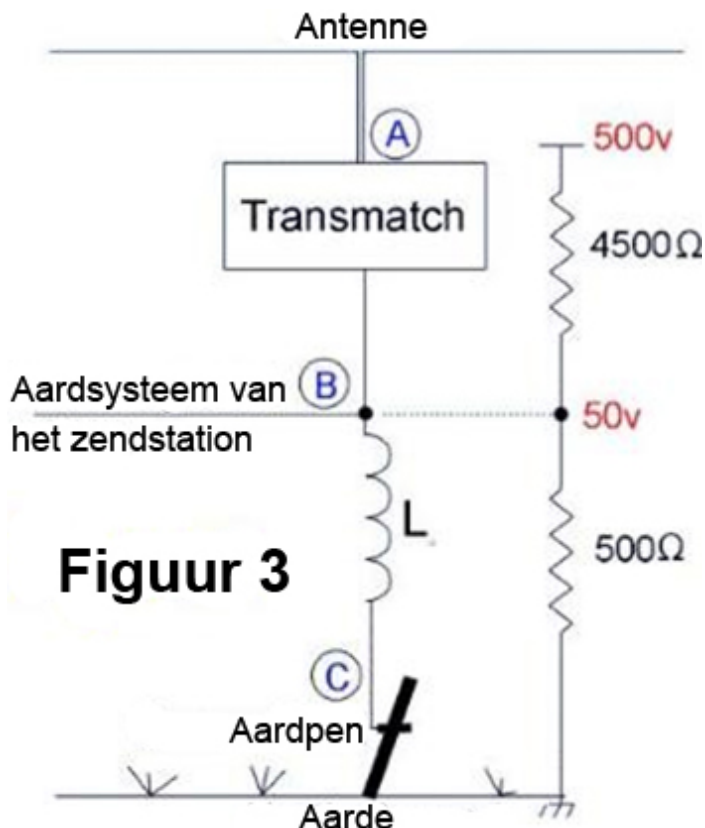 Antenne
A
500v
Transmatch
4500Ω
B
Aardsysteem van
het zendstation
50v
L
Figuur 3
500Ω
C
Aardpen
Aarde